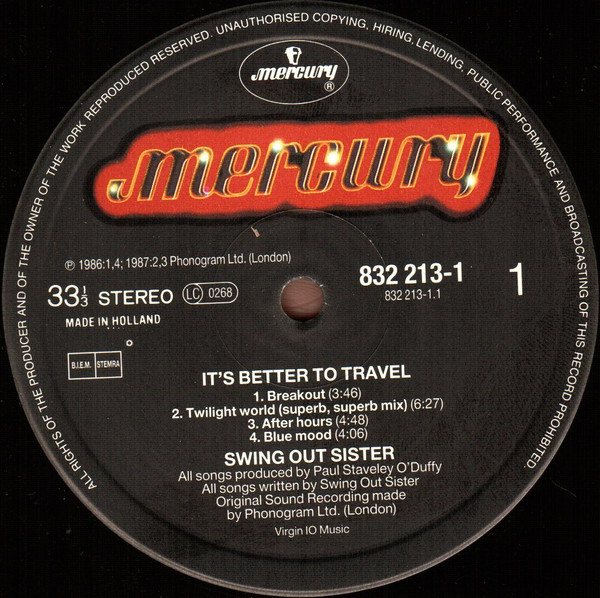 ALL RIGHTS OF THE PRODUCER AND OF THE OWNER OF THE WORK REPRODUCED RESERVED. UNAUTHORISED COPYING, HIRING, LENDING, PUBLIC PERFORMANCE AND BROADCASTING OF THIS RECORD PROHIBITED
mercury ®
mercury
℗ 1986:1,4; 1987:2,3 Phonogram Ltd. (London)
33⅓ STEREO LC 0268
MADE IN HOLLAND
832 213-1
832 213-1.1
1
B.I.E.M. STEMRA
IT'S BETTER TO TRAVEL
1. Breakout (3:46)
2. Twilight world (superb, superb mix) (6:27)
3. After hours (4:48)
4. Blue mood (4:06)
SWING OUT SISTER
All songs produced by Paul Staveley O'Duffy
All songs written by Swing Out Sister
Original Sound Recording made
by Phonogram Ltd. (London)
Virgin IO Music